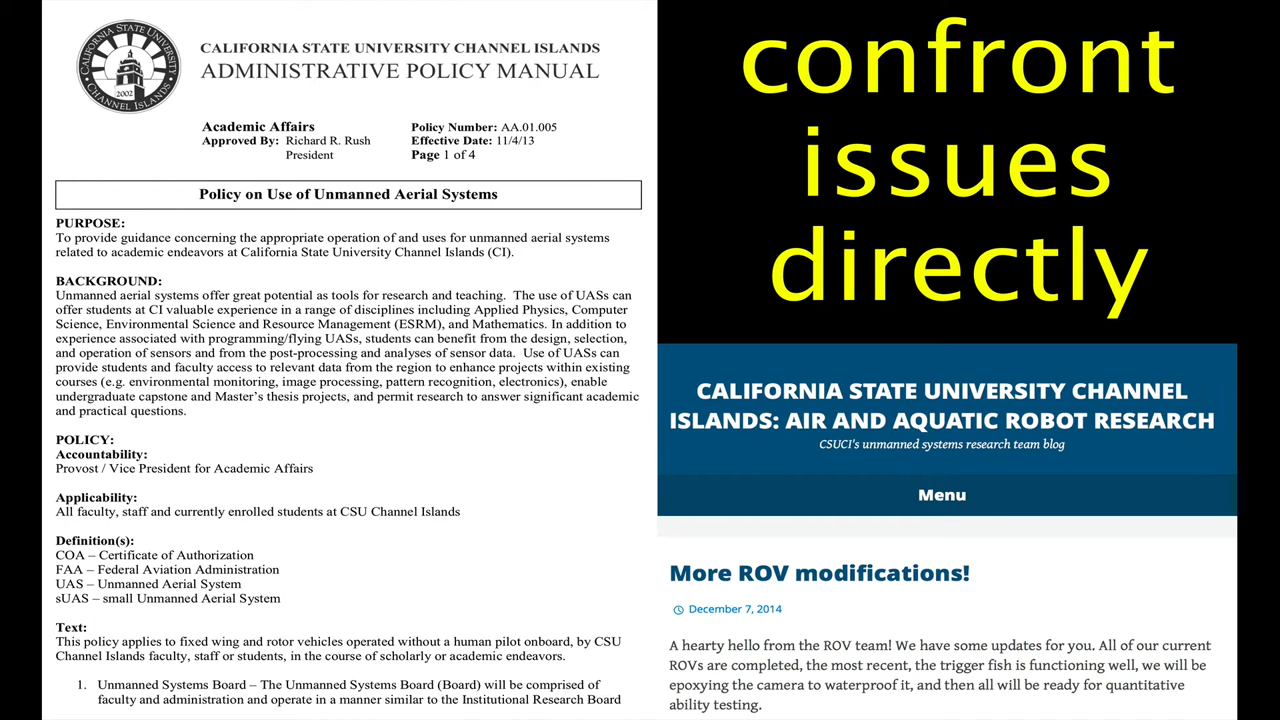 CALIFORNIA STATE UNIVERSITY
CHANNEL ISLANDS
2002
CALIFORNIA STATE UNIVERSITY CHANNEL ISLANDS
ADMINISTRATIVE POLICY MANUAL
Academic Affairs
Approved By: Richard R. Rush
President
Policy Number: AA.01.005
Effective Date: 11/4/13
Page 1 of 4
Policy on Use of Unmanned Aerial Systems
PURPOSE:
To provide guidance concerning the appropriate operation of and uses for unmanned aerial systems
related to academic endeavors at California State University Channel Islands (CI).
BACKGROUND:
Unmanned aerial systems offer great potential as tools for research and teaching.  The use of UASs can
offer students at CI valuable experience in a range of disciplines including Applied Physics, Computer
Science, Environmental Science and Resource Management (ESRM), and Mathematics. In addition to
experience associated with programming/flying UASs, students can benefit from the design, selection,
and operation of sensors and from the post-processing and analyses of sensor data.  Use of UASs can
provide students and faculty access to relevant data from the region to enhance projects within existing
courses (e.g. environmental monitoring, image processing, pattern recognition, electronics), enable
undergraduate capstone and Master's thesis projects, and permit research to answer significant academic
and practical questions.
POLICY:
Accountability:
Provost / Vice President for Academic Affairs
Applicability:
All faculty, staff and currently enrolled students at CSU Channel Islands
Definition(s):
COA – Certificate of Authorization
FAA – Federal Aviation Administration
UAS – Unmanned Aerial System
sUAS – small Unmanned Aerial System
Text:
This policy applies to fixed wing and rotor vehicles operated without a human pilot onboard, by CSU
Channel Islands faculty, staff or students, in the course of scholarly or academic endeavors.
1. Unmanned Systems Board – The Unmanned Systems Board (Board) will be comprised of
faculty and administration and operate in a manner similar to the Institutional Research Board
confront
issues
directly
CALIFORNIA STATE UNIVERSITY CHANNEL
ISLANDS: AIR AND AQUATIC ROBOT RESEARCH
CSUCI's unmanned systems research team blog
Menu
More ROV modifications!
December 7, 2014
A hearty hello from the ROV team! We have some updates for you. All of our current
ROVs are completed, the most recent, the trigger fish is functioning well, we will be
epoxying the camera to waterproof it, and then all will be ready for quantitative
ability testing.